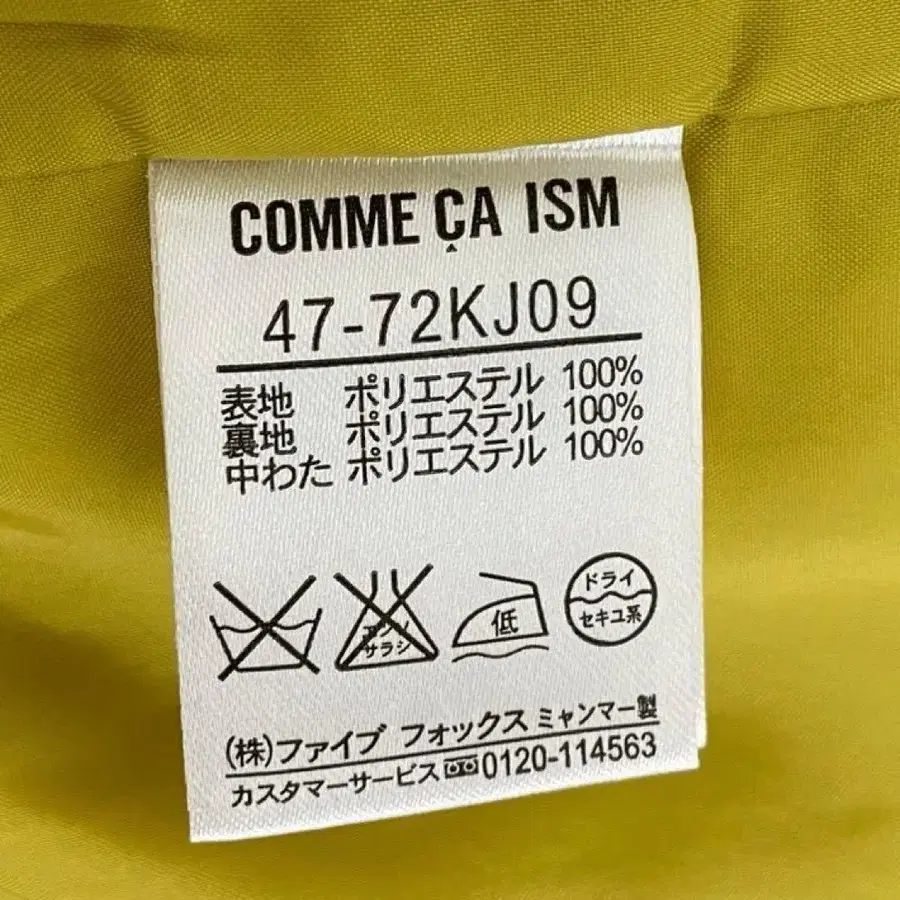 COMME ÇA ISM
47-72KJ09
表地 ポリエステル 100%
裏地 ポリエステル 100%
中わた ポリエステル 100%
エンソ
サラシ
低
ドライ
セキユ系
(株)ファイブ フォックス ミャンマー製
カスタマーサービス 0120-114563